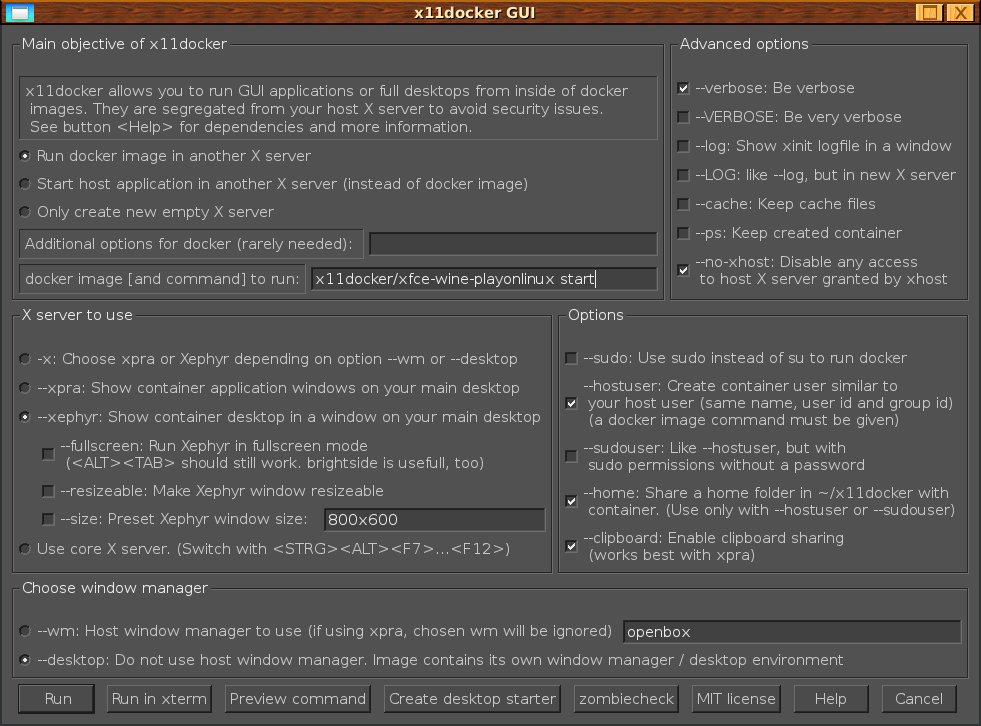 x11docker GUI
Main objective of x11docker
x11docker allows you to run GUI applications or full desktops from inside of docker
images. They are segregated from your host X server to avoid security issues.
See button <Help> for dependencies and more information.
Run docker image in another X server
Start host application in another X server (instead of docker image)
Only create new empty X server
Additional options for docker (rarely needed):
docker image [and command] to run: x11docker/xfce-wine-playonlinux start
Advanced options
--verbose: Be verbose
--VERBOSE: Be very verbose
--log: Show xinit logfile in a window
--LOG: like --log, but in new X server
--cache: Keep cache files
--ps: Keep created container
--no-xhost: Disable any access
to host X server granted by xhost
X server to use
-x: Choose xpra or Xephyr depending on option --wm or --desktop
--xpra: Show container application windows on your main desktop
--xephyr: Show container desktop in a window on your main desktop
--fullscreen: Run Xephyr in fullscreen mode
(<ALT><TAB> should still work. brightside is usefull, too)
--resizeable: Make Xephyr window resizeable
--size: Preset Xephyr window size: 800x600
Use core X server. (Switch with <STRG><ALT><F7>...<F12>)
Options
--sudo: Use sudo instead of su to run docker
--hostuser: Create container user similar to
your host user (same name, user id and group id)
(a docker image command must be given)
--sudouser: Like --hostuser, but with
sudo permissions without a password
--home: Share a home folder in ~/x11docker with
container. (Use only with --hostuser or --sudouser)
--clipboard: Enable clipboard sharing
(works best with xpra)
Choose window manager
--wm: Host window manager to use (if using xpra, chosen wm will be ignored) openbox
--desktop: Do not use host window manager. Image contains its own window manager / desktop environment
Run Run in xterm Preview command Create desktop starter zombiecheck MIT license Help Cancel